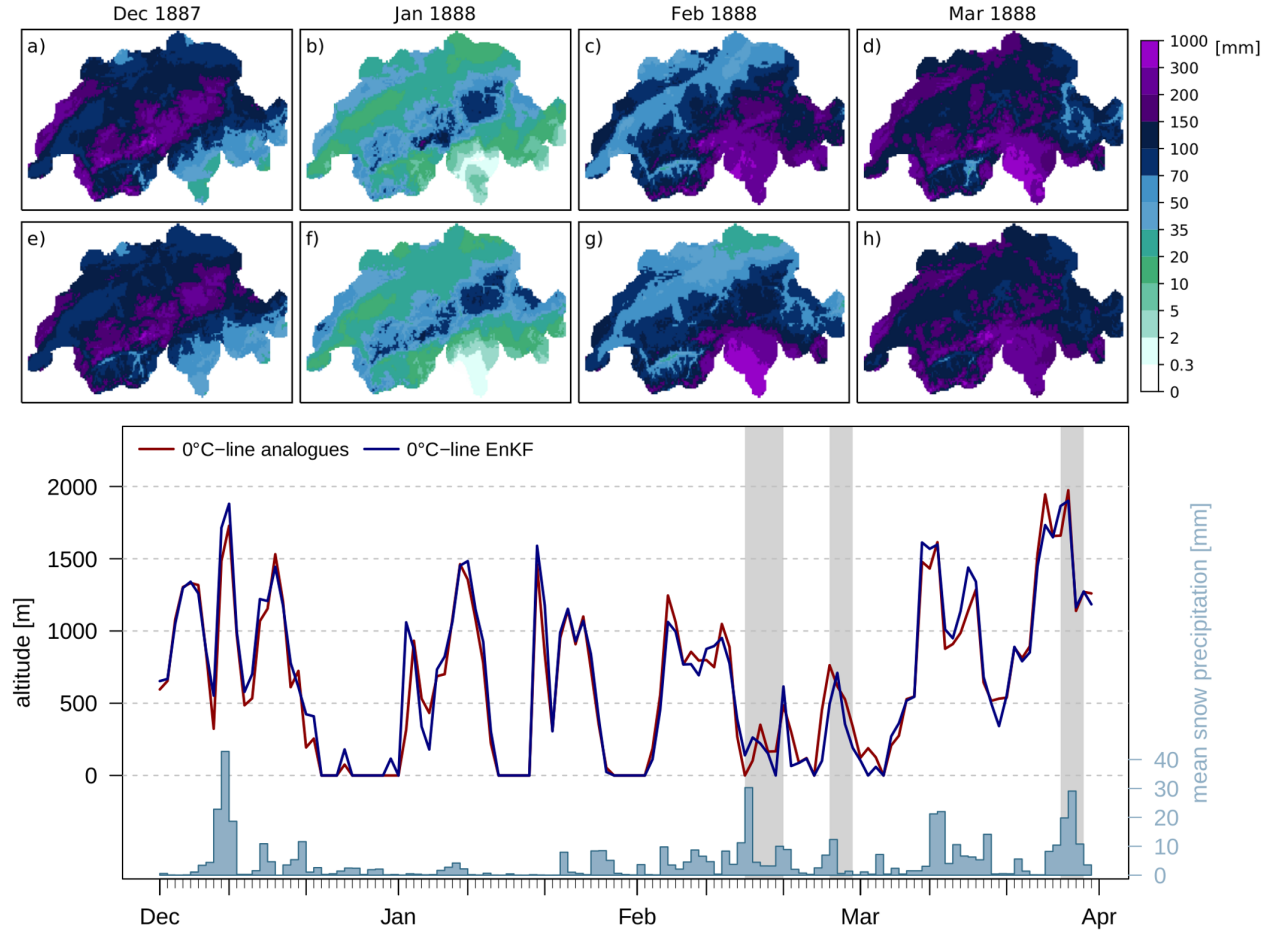 Dec 1887 Jan 1888 Feb 1888 Mar 1888
a) b) c) d)
e) f) g) h)
1000 [mm]
300
200
150
100
70
50
35
20
10
5
2
0.3
0
0°C−line analogues 0°C−line EnKF
altitude [m]
2000
1500
1000
500
0
mean snow precipitation [mm]
40
30
20
10
0
Dec Jan Feb Mar Apr